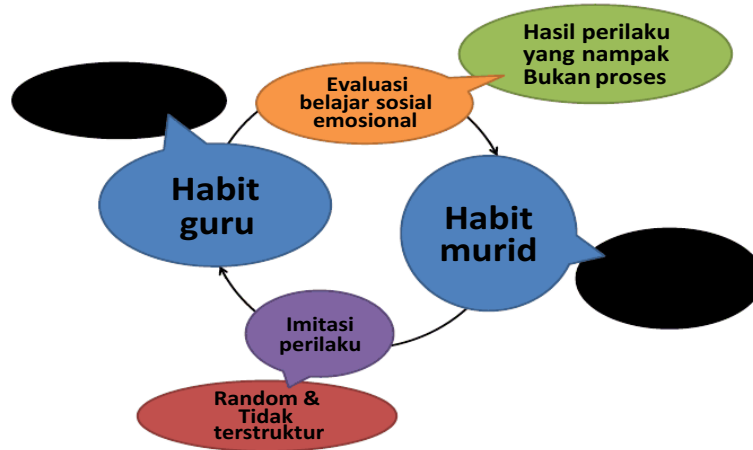 Hasil perilaku
yang nampak
Bukan proses
Evaluasi
belajar sosial
emosional
Habit
guru
Habit
murid
Imitasi
perilaku
Random &
Tidak
terstruktur